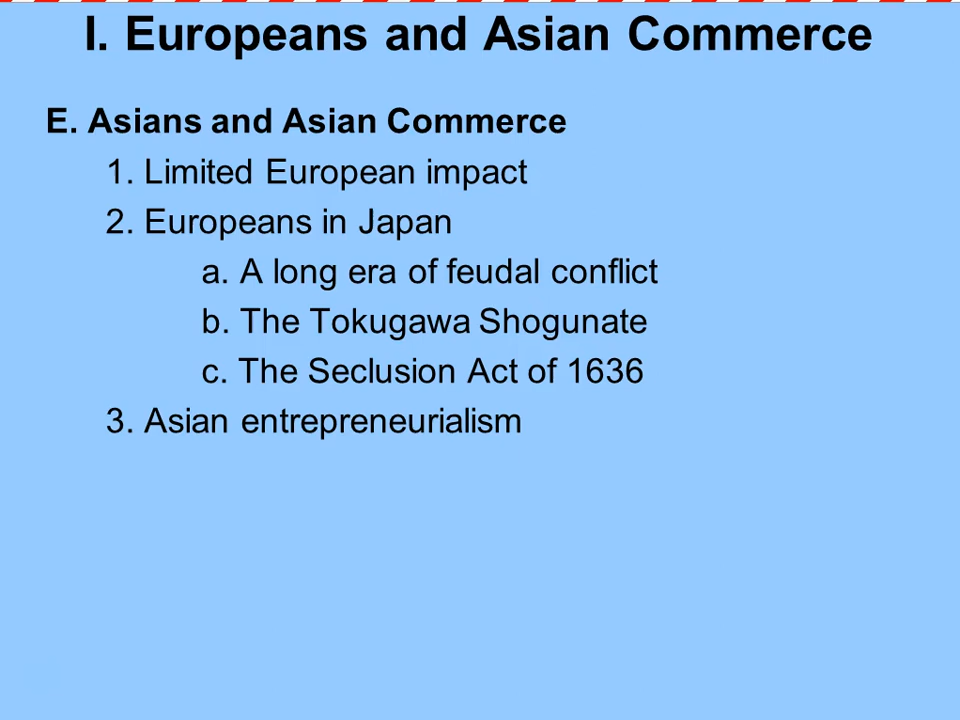 I. Europeans and Asian Commerce
E. Asians and Asian Commerce
1. Limited European impact
2. Europeans in Japan
a. A long era of feudal conflict
b. The Tokugawa Shogunate
c. The Seclusion Act of 1636
3. Asian entrepreneurialism